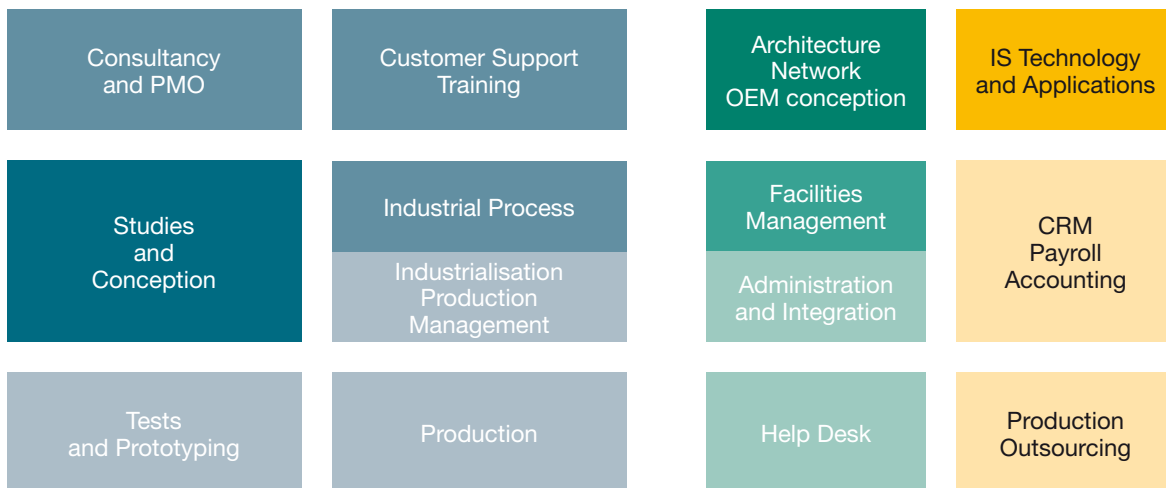 Consultancy
and PMO
Customer Support
Training
Architecture
Network
OEM conception
IS Technology
and Applications
Studies
and
Conception
Industrial Process
Industrialisation
Production
Management
Facilities
Management
Administration
and Integration
CRM
Payroll
Accounting
Tests
and Prototyping
Production
Help Desk
Production
Outsourcing